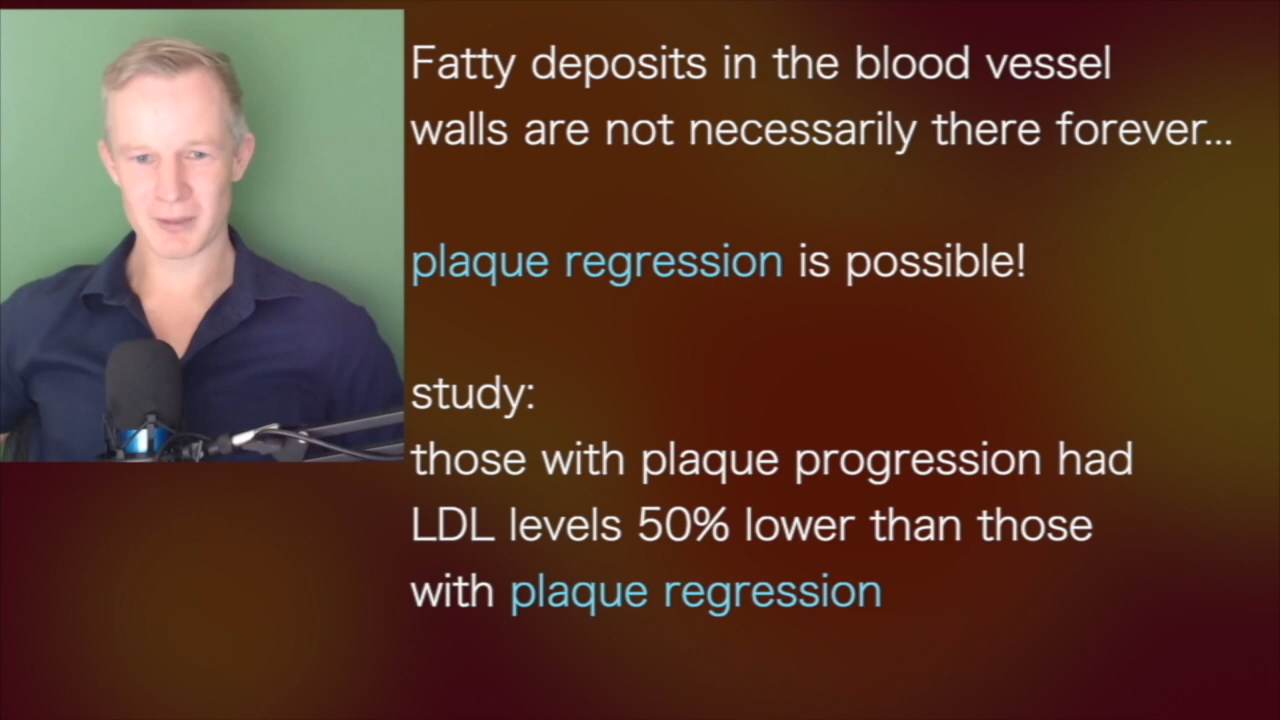 Fatty deposits in the blood vessel
walls are not necessarily there forever...
plaque regression is possible!
study:
those with plaque progression had
LDL levels 50% lower than those
with plaque regression